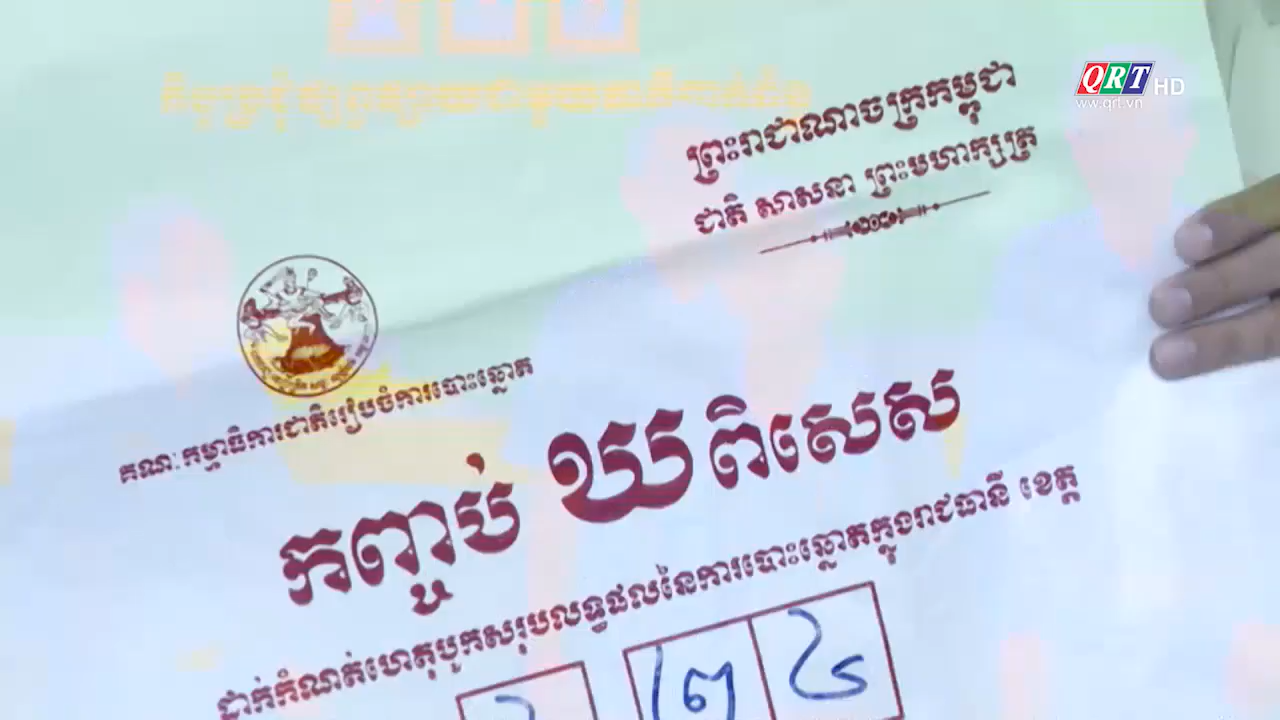 QRT HD
www.qrt.vn
ព្រះរាជាណាចក្រកម្ពុជា
ជាតិ សាសនា ព្រះមហាក្សត្រ
គណៈកម្មាធិការជាតិរៀបចំការបោះឆ្នោត
កញ្ចប់ ឃ ពិសេស
ដាក់កំណត់ហេតុបូកសរុបលទ្ធផលនៃការបោះឆ្នោតក្នុងរាជធានី ខេត្ត